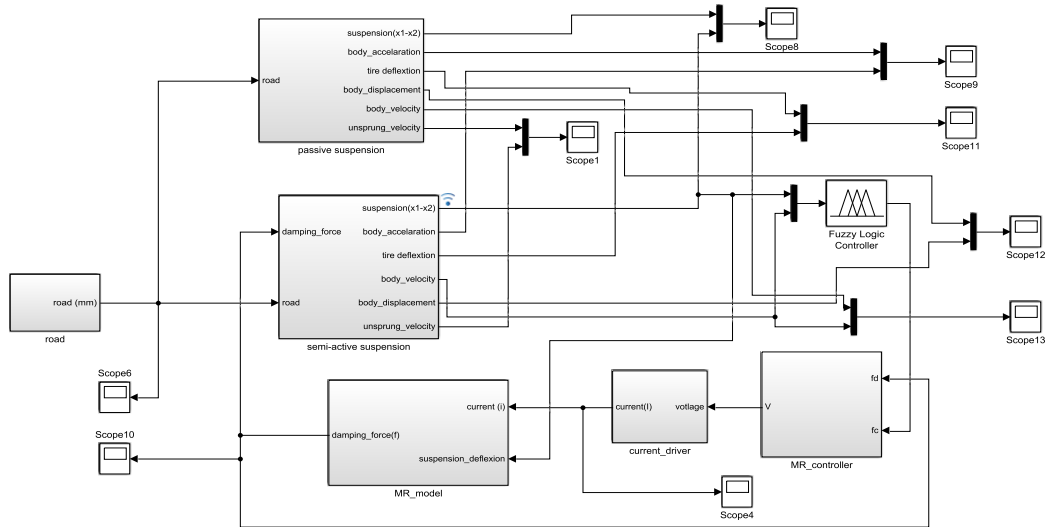 suspension(x1-x2)
body_accelaration
tire deflextion
body_displacement
body_velocity
unsprung_velocity
road
passive suspension
Scope8
Scope9
Scope11
Scope1
suspension(x1-x2)
body_accelaration
tire deflextion
body_velocity
body_displacement
unsprung_velocity
damping_force
road
semi-active suspension
Fuzzy Logic
Controller
Scope12
Scope13
road (mm)
road
Scope6
Scope10
current (i)
damping_force(f)
suspension_deflexion
MR_model
current(I)
votlage
current_driver
V
fd
fc
MR_controller
Scope4